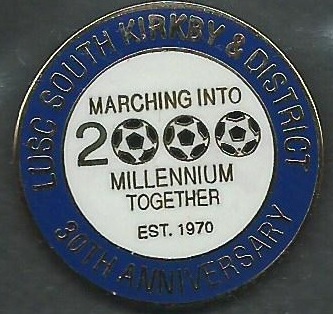 LUSC SOUTH KIRKBY & DISTRICT
MARCHING INTO
2000
MILLENNIUM
TOGETHER
EST. 1970
30TH ANNIVERSARY